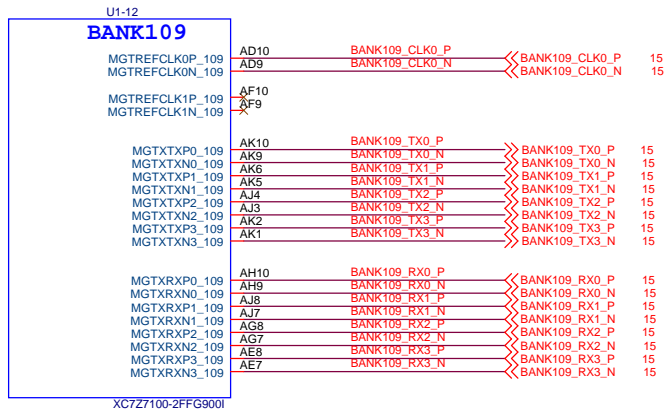 U1-12
BANK109
MGTREFCLK0P_109 AD10 BANK109_CLK0_P BANK109_CLK0_P 15
MGTREFCLK0N_109 AD9 BANK109_CLK0_N BANK109_CLK0_N 15
MGTREFCLK1P_109 AF10
MGTREFCLK1N_109 AF9
MGTXTXP0_109 AK10 BANK109_TX0_P BANK109_TX0_P 15
MGTXTXN0_109 AK9 BANK109_TX0_N BANK109_TX0_N 15
MGTXTXP1_109 AK6 BANK109_TX1_P BANK109_TX1_P 15
MGTXTXN1_109 AK5 BANK109_TX1_N BANK109_TX1_N 15
MGTXTXP2_109 AJ4 BANK109_TX2_P BANK109_TX2_P 15
MGTXTXN2_109 AJ3 BANK109_TX2_N BANK109_TX2_N 15
MGTXTXP3_109 AK2 BANK109_TX3_P BANK109_TX3_P 15
MGTXTXN3_109 AK1 BANK109_TX3_N BANK109_TX3_N 15
MGTXRXP0_109 AH10 BANK109_RX0_P BANK109_RX0_P 15
MGTXRXN0_109 AH9 BANK109_RX0_N BANK109_RX0_N 15
MGTXRXP1_109 AJ8 BANK109_RX1_P BANK109_RX1_P 15
MGTXRXN1_109 AJ7 BANK109_RX1_N BANK109_RX1_N 15
MGTXRXP2_109 AG8 BANK109_RX2_P BANK109_RX2_P 15
MGTXRXN2_109 AG7 BANK109_RX2_N BANK109_RX2_N 15
MGTXRXP3_109 AE8 BANK109_RX3_P BANK109_RX3_P 15
MGTXRXN3_109 AE7 BANK109_RX3_N BANK109_RX3_N 15
XC7Z7100-2FFG900I